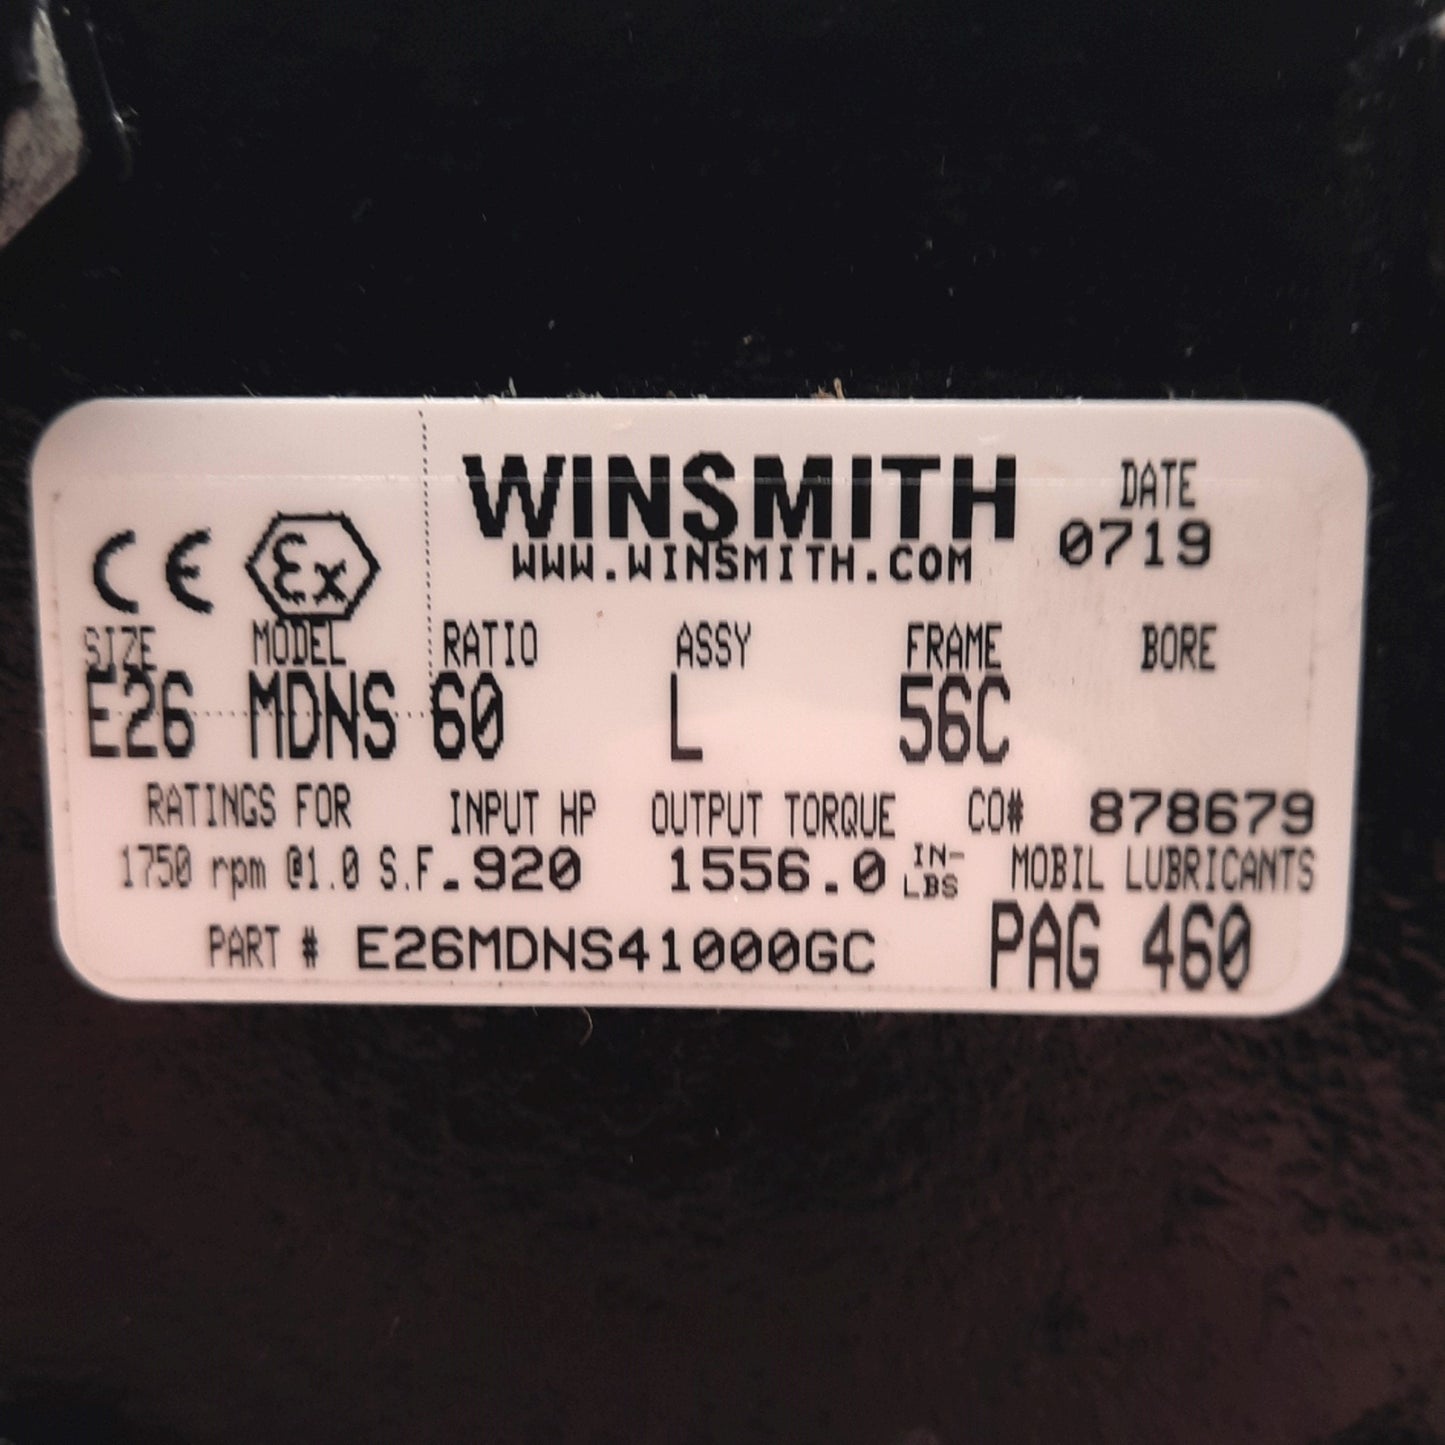 WINSMITH DATE
WWW.WINSMITH.COM 0719
CE Ex
SIZE MODEL RATIO ASSY FRAME BORE
E26 MDNS 60 L 56C
RATINGS FOR INPUT HP OUTPUT TORQUE CO# 878679
1750 rpm @1.0 S.F. .920 1556.0 IN-LBS MOBIL LUBRICANTS
PART # E26MDNS41000GC PAG 460